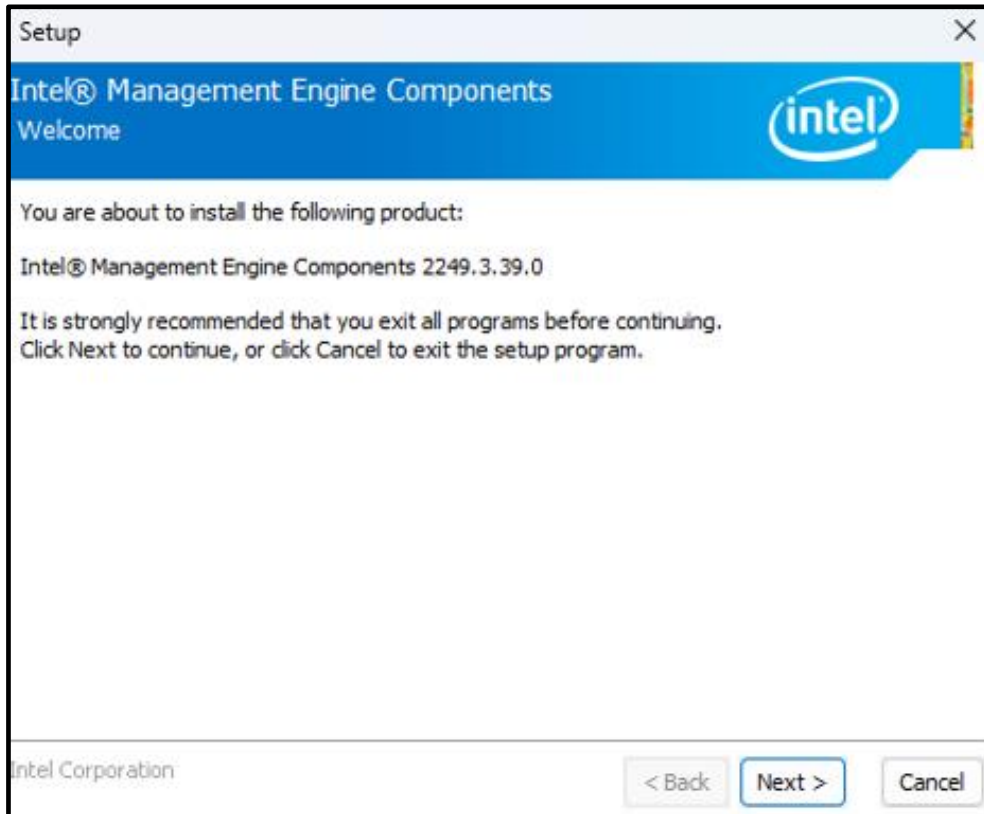 Setup
Intel® Management Engine Components
Welcome
intel
You are about to install the following product:
Intel® Management Engine Components 2249.3.39.0
It is strongly recommended that you exit all programs before continuing.
Click Next to continue, or click Cancel to exit the setup program.
Intel Corporation
< Back Next > Cancel